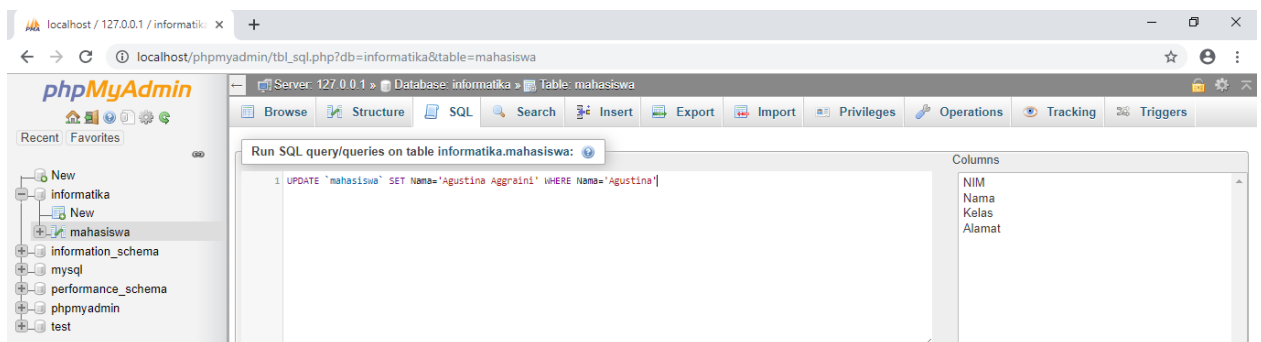 localhost / 127.0.0.1 / informatika
localhost/phpmyadmin/tbl_sql.php?db=informatika&table=mahasiswa
phpMyAdmin
Recent Favorites
New
informatika
New
mahasiswa
information_schema
mysql
performance_schema
phpmyadmin
test
Server: 127.0.0.1 » Database: informatika » Table: mahasiswa
Browse Structure SQL Search Insert Export Import Privileges Operations Tracking Triggers
Run SQL query/queries on table informatika.mahasiswa:
1 UPDATE `mahasiswa` SET Nama='Agustina Aggraini' WHERE Nama='Agustina'
Columns
NIM
Nama
Kelas
Alamat